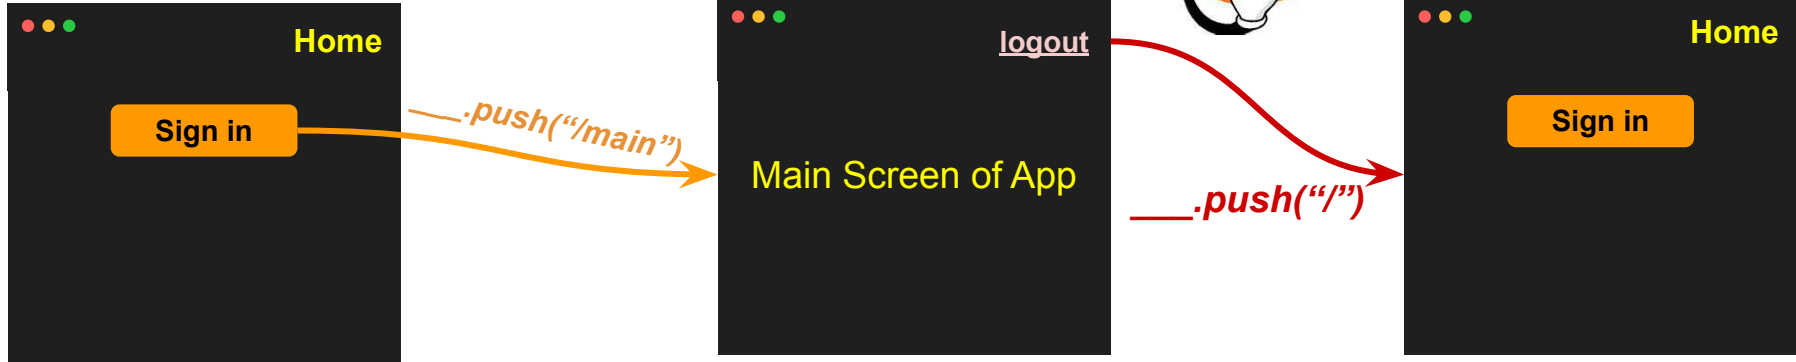 Home
Sign in
___.push(“/main”)
logout
Main Screen of App
___.push(“/”)
Home
Sign in